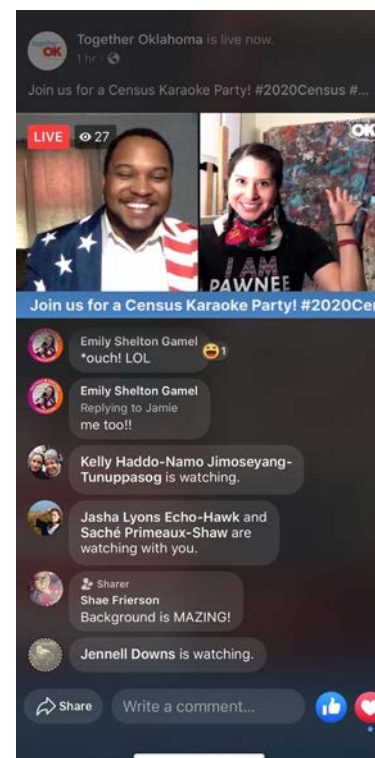 together
OK
Together Oklahoma is live now.
1 hr ·
Join us for a Census Karaoke Party! #2020Census #...
LIVE
27
OK
I AM
PAWNEE
Join us for a Census Karaoke Party! #2020Cen
Emily Shelton Gamel
*ouch! LOL
1
Emily Shelton Gamel
Replying to Jamie
me too!!
Kelly Haddo-Namo Jimoseyang-
Tunuppasog is watching.
Jasha Lyons Echo-Hawk and
Saché Primeaux-Shaw are
watching with you.
Sharer
Shae Frierson
Background is MAZING!
Jennell Downs is watching.
Share
Write a comment...